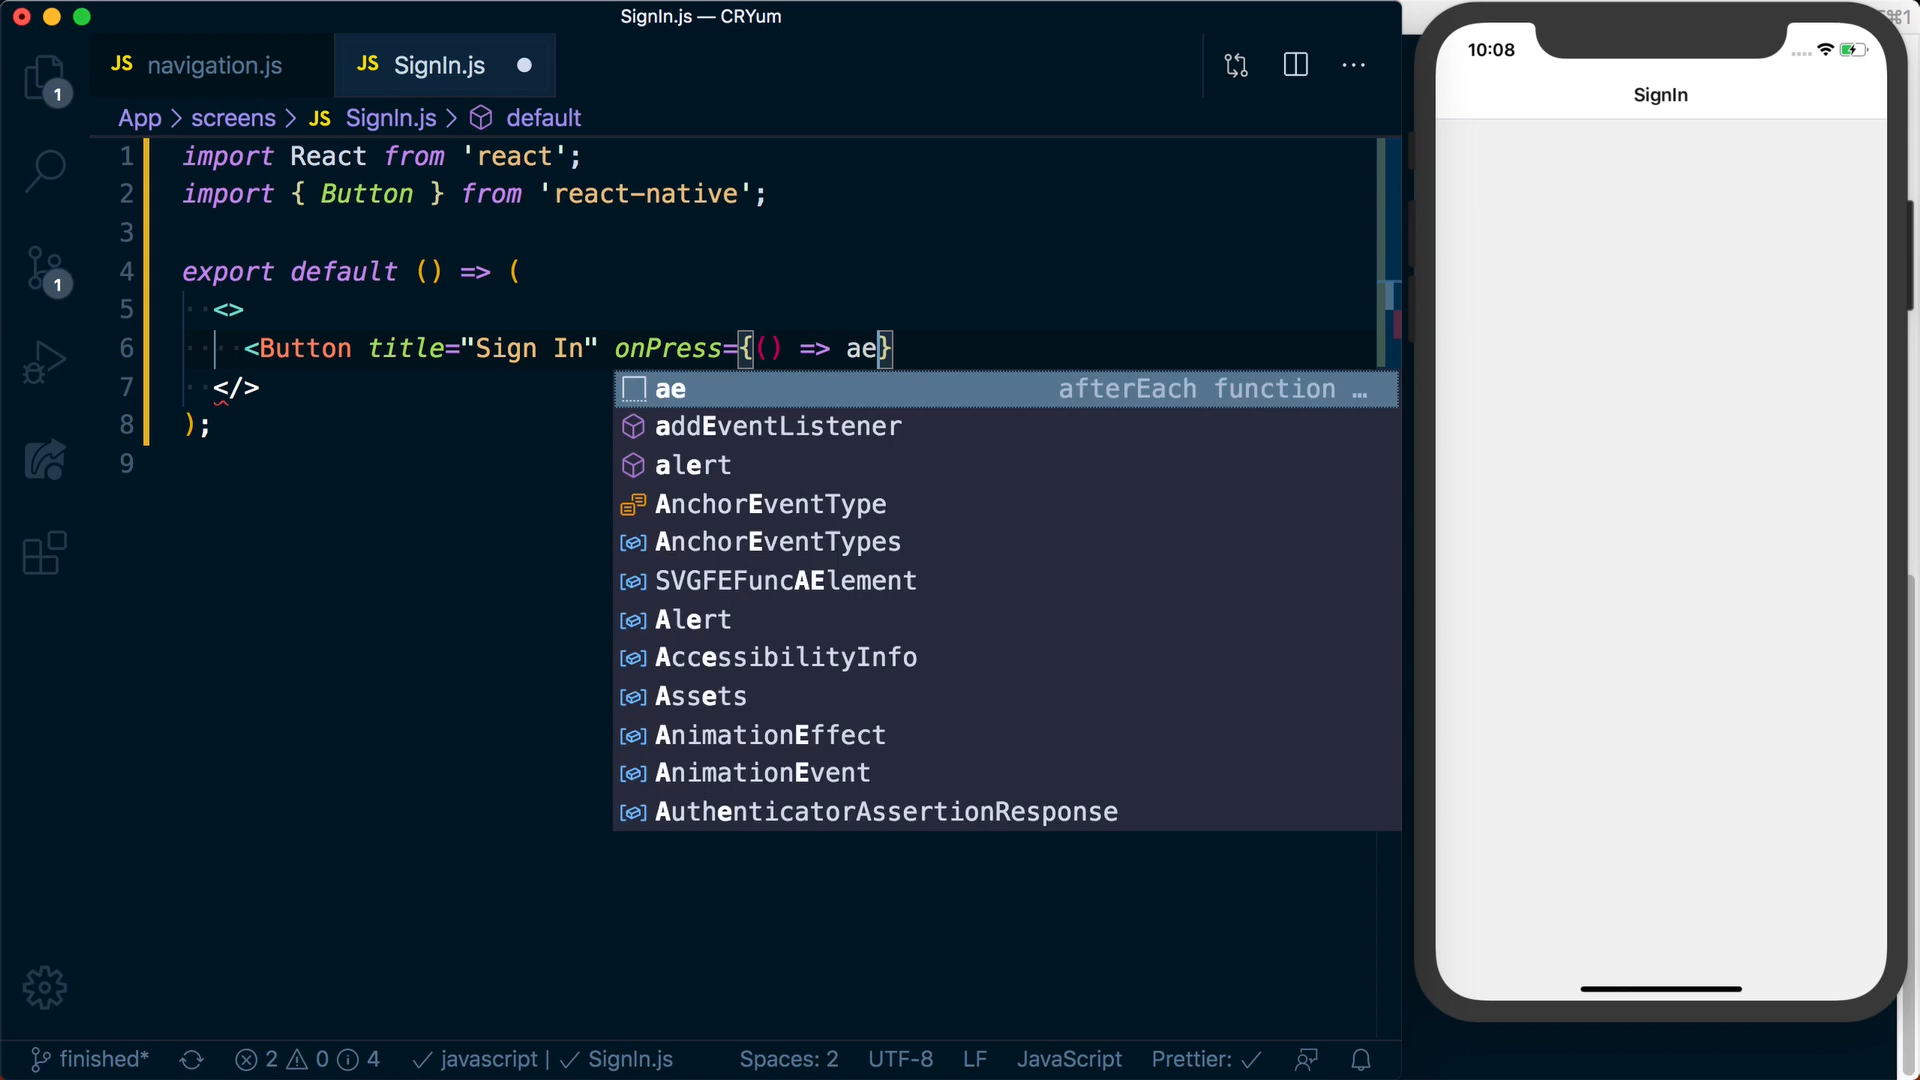 SignIn.js — CRYum
⌘1
JS navigation.js
JS SignIn.js
App > screens > JS SignIn.js > default
1 import React from 'react';
2 import { Button } from 'react-native';
3
4 export default () => (
5 <>
6 <Button title="Sign In" onPress={() => ae}
7 </>
8 );
9
ae afterEach function …
addEventListener
alert
AnchorEventType
AnchorEventTypes
SVGFEFuncAElement
Alert
AccessibilityInfo
Assets
AnimationEffect
AnimationEvent
AuthenticatorAssertionResponse
1
1
finished* 2 0 4 javascript | SignIn.js Spaces: 2 UTF-8 LF JavaScript Prettier:
10:08
SignIn